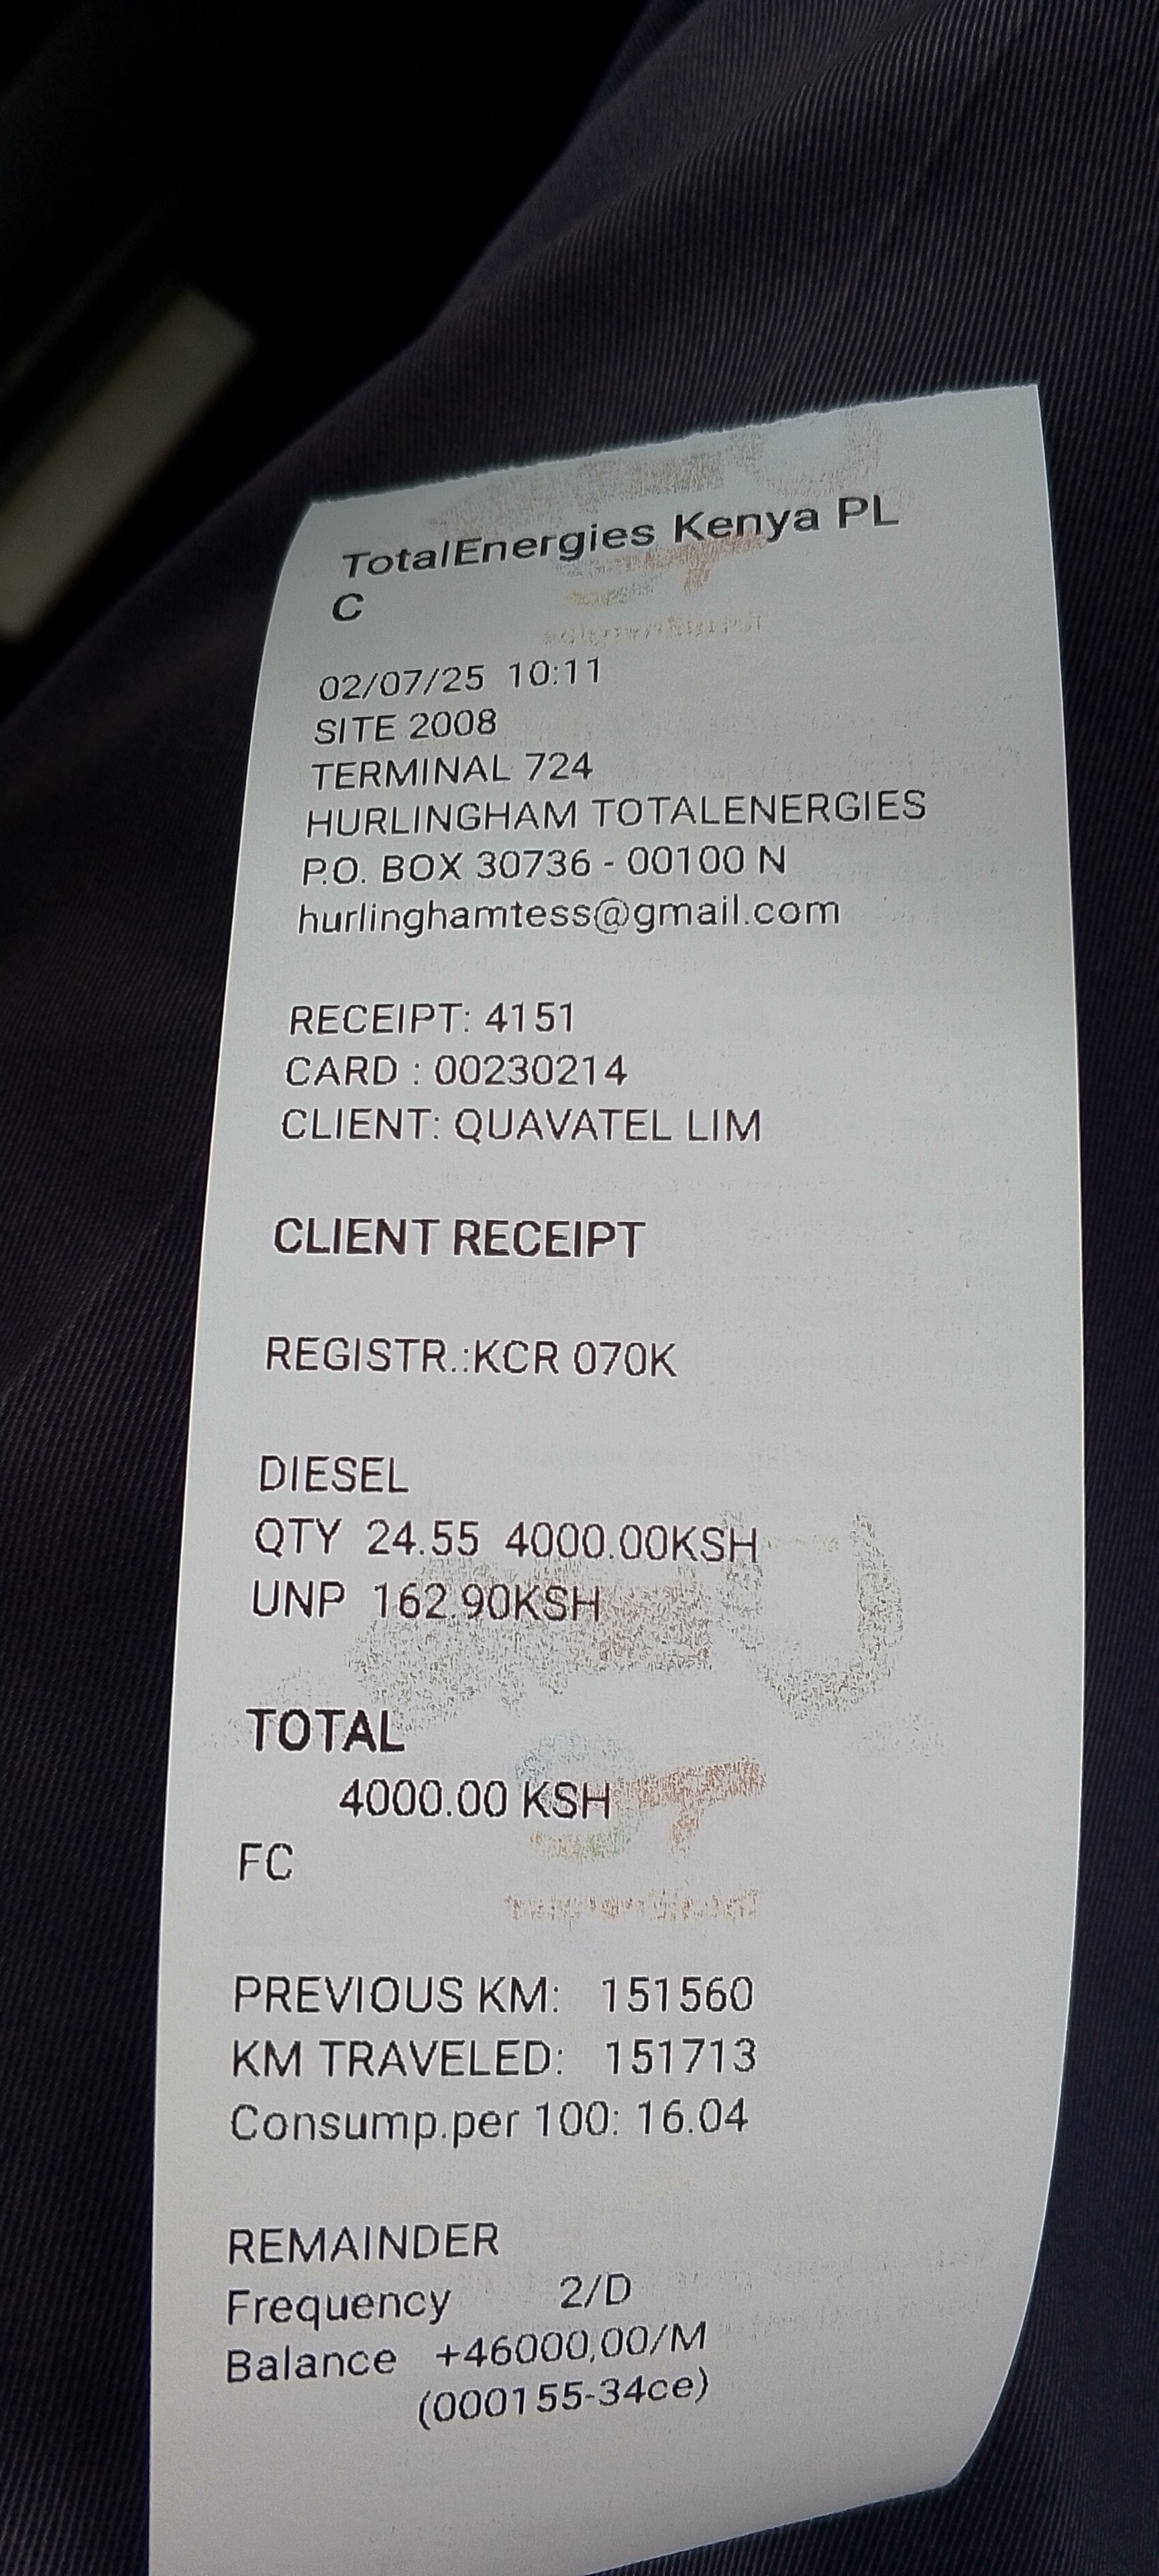 TotalEnergies Kenya PL
C
02/07/25 10:11
SITE 2008
TERMINAL 724
HURLINGHAM TOTALENERGIES
P.O. BOX 30736 - 00100 N
hurlinghamtess@gmail.com
RECEIPT: 4151
CARD : 00230214
CLIENT: QUAVATEL LIM
CLIENT RECEIPT
REGISTR.:KCR 070K
DIESEL
QTY 24.55 4000.00KSH
UNP 162.90KSH
TOTAL
4000.00 KSH
FC
PREVIOUS KM: 151560
KM TRAVELED: 151713
Consump.per 100: 16.04
REMAINDER
Frequency 2/D
Balance +46000,00/M
(000155-34ce)